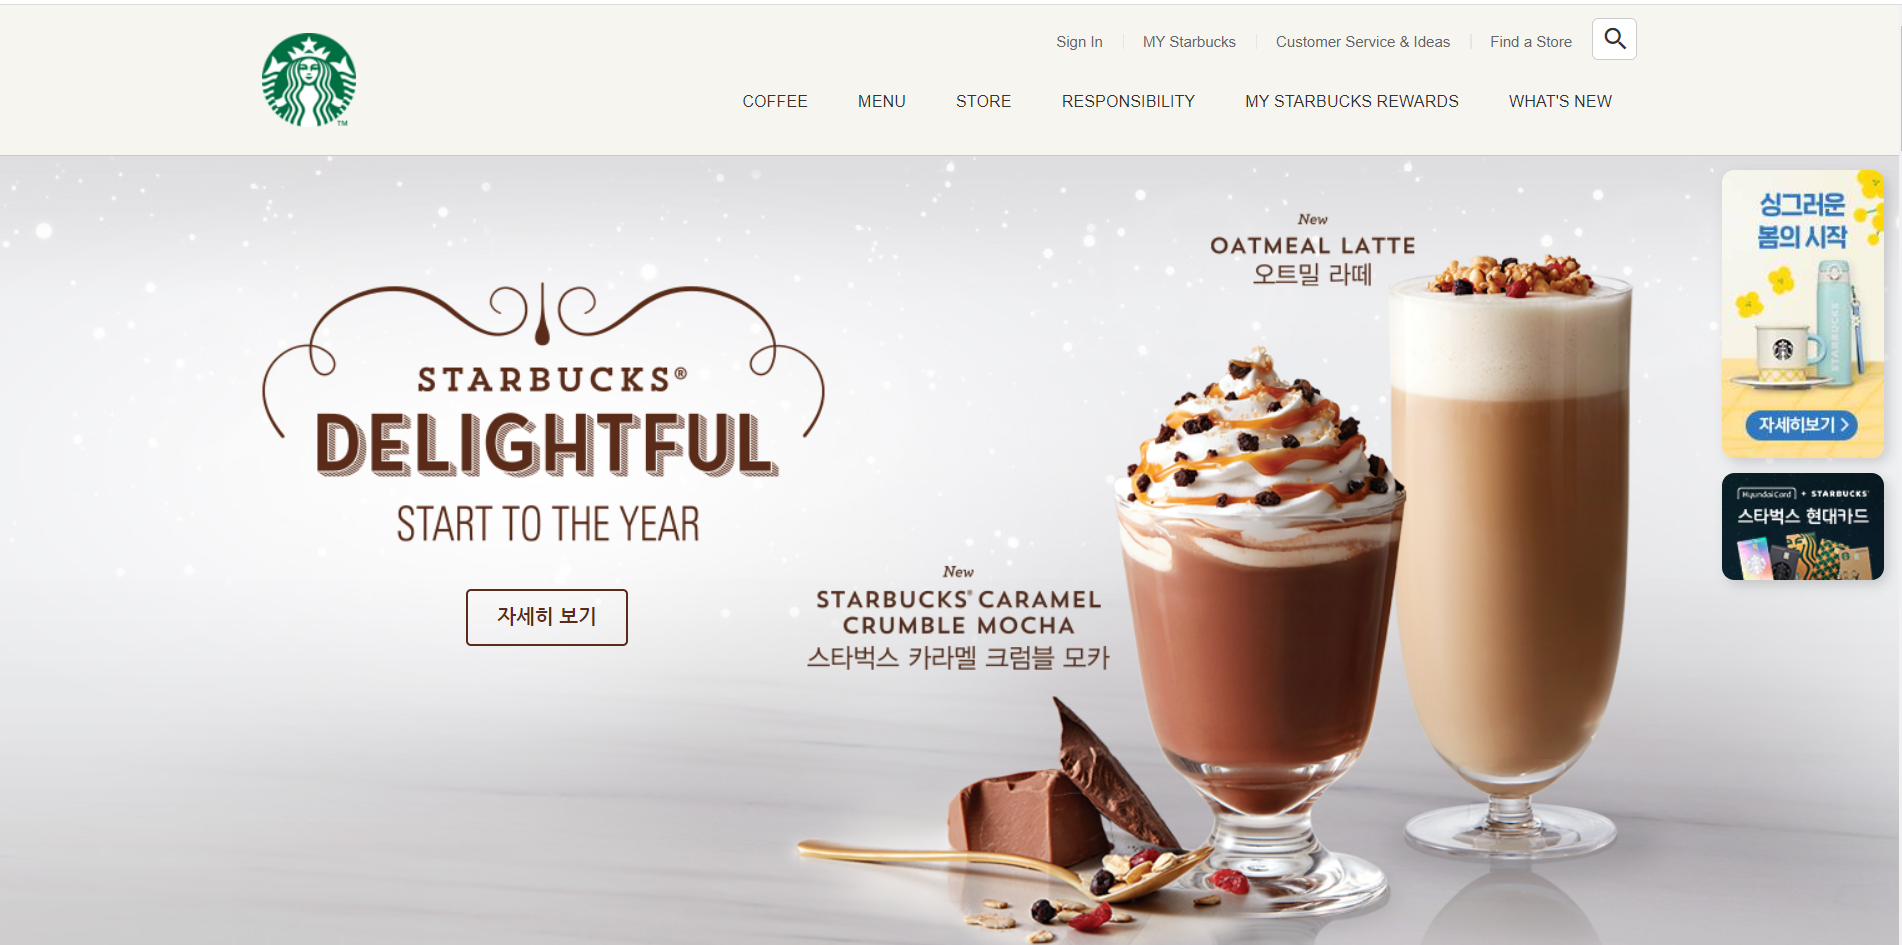 Sign In
MY Starbucks
Customer Service & Ideas
Find a Store
COFFEE
MENU
STORE
RESPONSIBILITY
MY STARBUCKS REWARDS
WHAT'S NEW
TM
STARBUCKS®
DELIGHTFUL
START TO THE YEAR
자세히 보기
New
OATMEAL LATTE
오트밀 라떼
New
STARBUCKS® CARAMEL
CRUMBLE MOCHA
스타벅스 카라멜 크럼블 모카
싱그러운
봄의 시작
STARBUCKS
자세히보기 >
HyundaiCard + STARBUCKS
스타벅스 현대카드